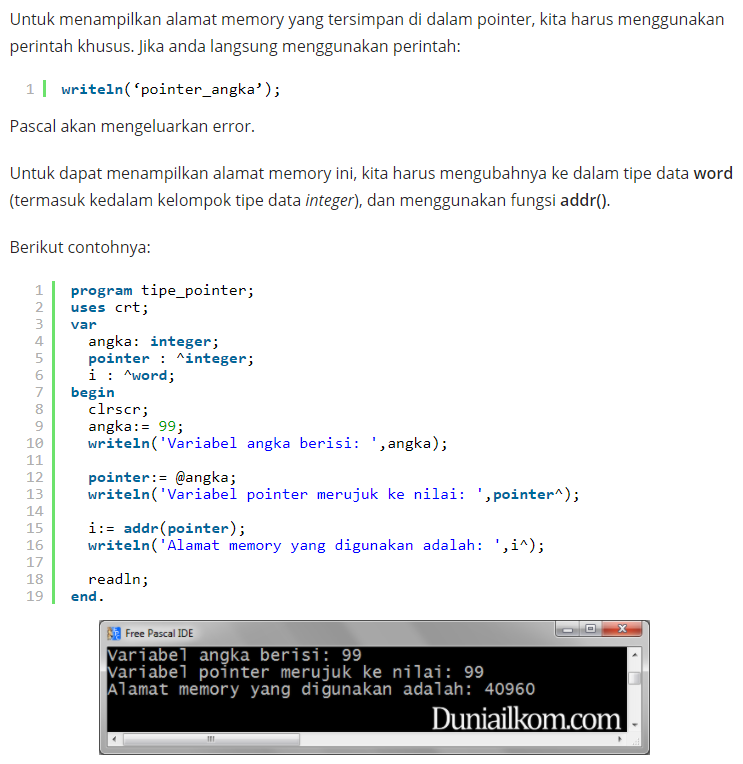 Untuk menampilkan alamat memory yang tersimpan di dalam pointer, kita harus menggunakan
perintah khusus. Jika anda langsung menggunakan perintah:
1 writeln(‘pointer_angka’);
Pascal akan mengeluarkan error.
Untuk dapat menampilkan alamat memory ini, kita harus mengubahnya ke dalam tipe data word
(termasuk kedalam kelompok tipe data integer), dan menggunakan fungsi addr().
Berikut contohnya:
1 program tipe_pointer;
2 uses crt;
3 var
4 angka: integer;
5 pointer : ^integer;
6 i : ^word;
7 begin
8 clrscr;
9 angka:= 99;
10 writeln('Variabel angka berisi: ',angka);
11
12 pointer:= @angka;
13 writeln('Variabel pointer merujuk ke nilai: ',pointer^);
14
15 i:= addr(pointer);
16 writeln('Alamat memory yang digunakan adalah: ',i^);
17
18 readln;
19 end.
Free Pascal IDE
Variabel angka berisi: 99
Variabel pointer merujuk ke nilai: 99
Alamat memory yang digunakan adalah: 40960
Duniailkom.com